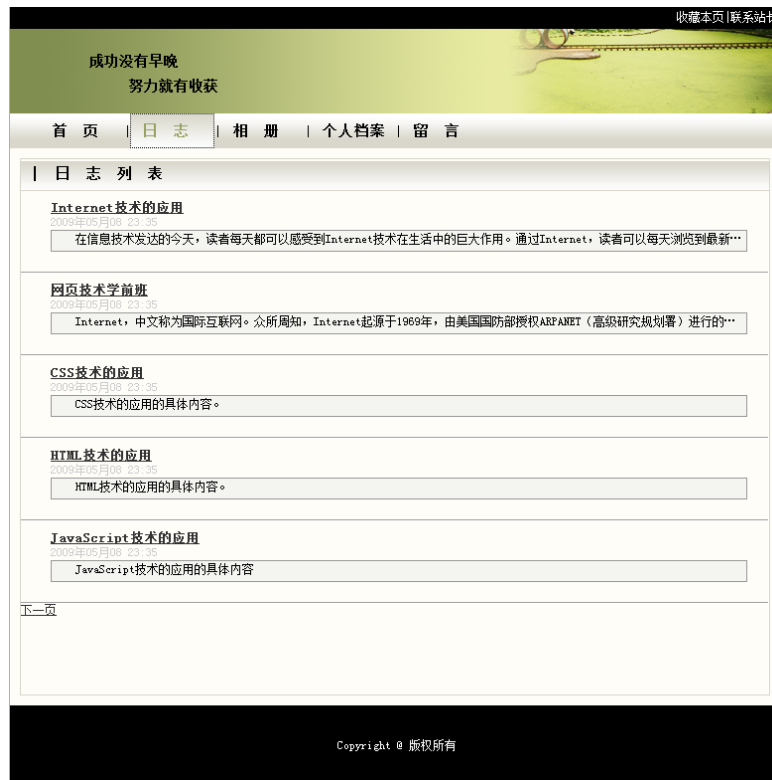 收藏本页|联系站长
成功没有早晚
努力就有收获
首 页 | 日 志 | 相 册 | 个人档案 | 留 言
| 日 志 列 表
Internet技术的应用
2009年05月08 23:35
在信息技术发达的今天，读者每天都可以感受到Internet技术在生活中的巨大作用。通过Internet，读者可以每天浏览到最新…
网页技术学前班
2009年05月08 23:35
Internet，中文称为国际互联网。众所周知，Internet起源于1969年，由美国国防部授权ARPANET（高级研究规划署）进行的…
CSS技术的应用
2009年05月08 23:35
CSS技术的应用的具体内容。
HTML技术的应用
2009年05月08 23:35
HTML技术的应用的具体内容。
JavaScript技术的应用
2009年05月08 23:35
JavaScript技术的应用的具体内容
下一页
Copyright @ 版权所有